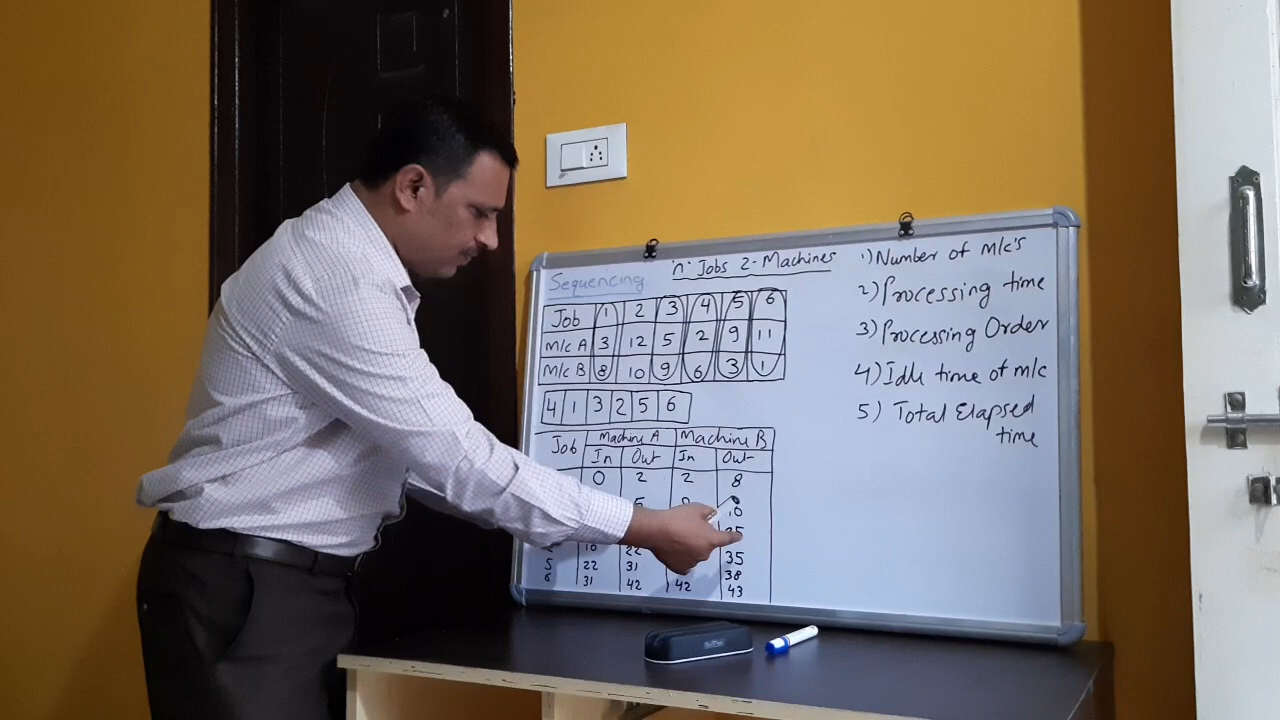 Sequencing 'n' Jobs 2-Machines
Job 1 2 3 4 5 6
M/c A 3 12 5 2 9 11
M/c B 8 10 9 6 3 1
4 1 3 2 5 6
Job Machine A Machine B
In Out In Out
0 2 2 8
5
25
10 22 35
5 22 31 38
6 31 42 42 43
1) Number of M/c's
2) Processing time
3) Processing Order
4) Idle time of m/c
5) Total Elapsed
time